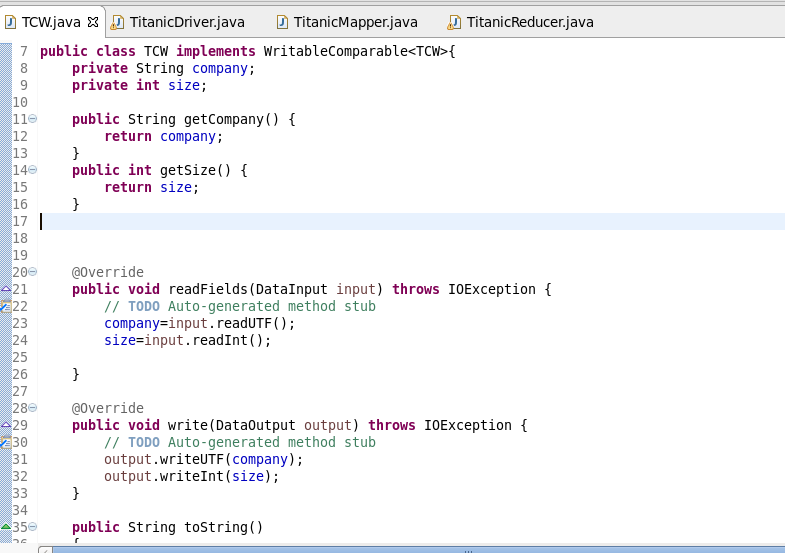 TCW.java TitanicDriver.java TitanicMapper.java TitanicReducer.java
7 public class TCW implements WritableComparable<TCW>{
8 private String company;
9 private int size;
10
11 public String getCompany() {
12 return company;
13 }
14 public int getSize() {
15 return size;
16 }
17
18
19
20 @Override
21 public void readFields(DataInput input) throws IOException {
22 // TODO Auto-generated method stub
23 company=input.readUTF();
24 size=input.readInt();
25
26 }
27
28 @Override
29 public void write(DataOutput output) throws IOException {
30 // TODO Auto-generated method stub
31 output.writeUTF(company);
32 output.writeInt(size);
33 }
34
35 public String toString()
36 {